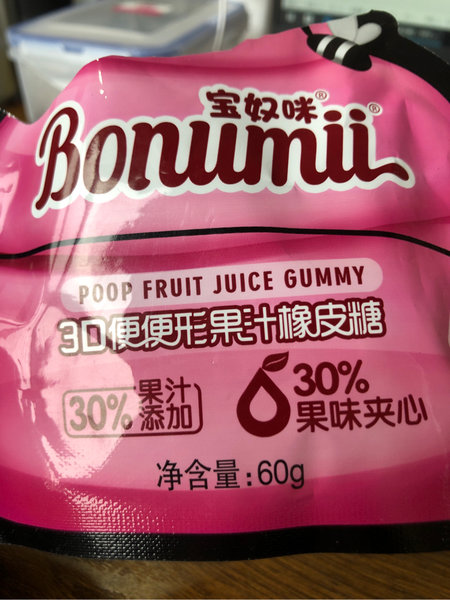 宝奴咪®
Bonumii®
POOP FRUIT JUICE GUMMY
3D便便形果汁橡皮糖
30%果汁添加
30%
果味夹心
净含量:60g